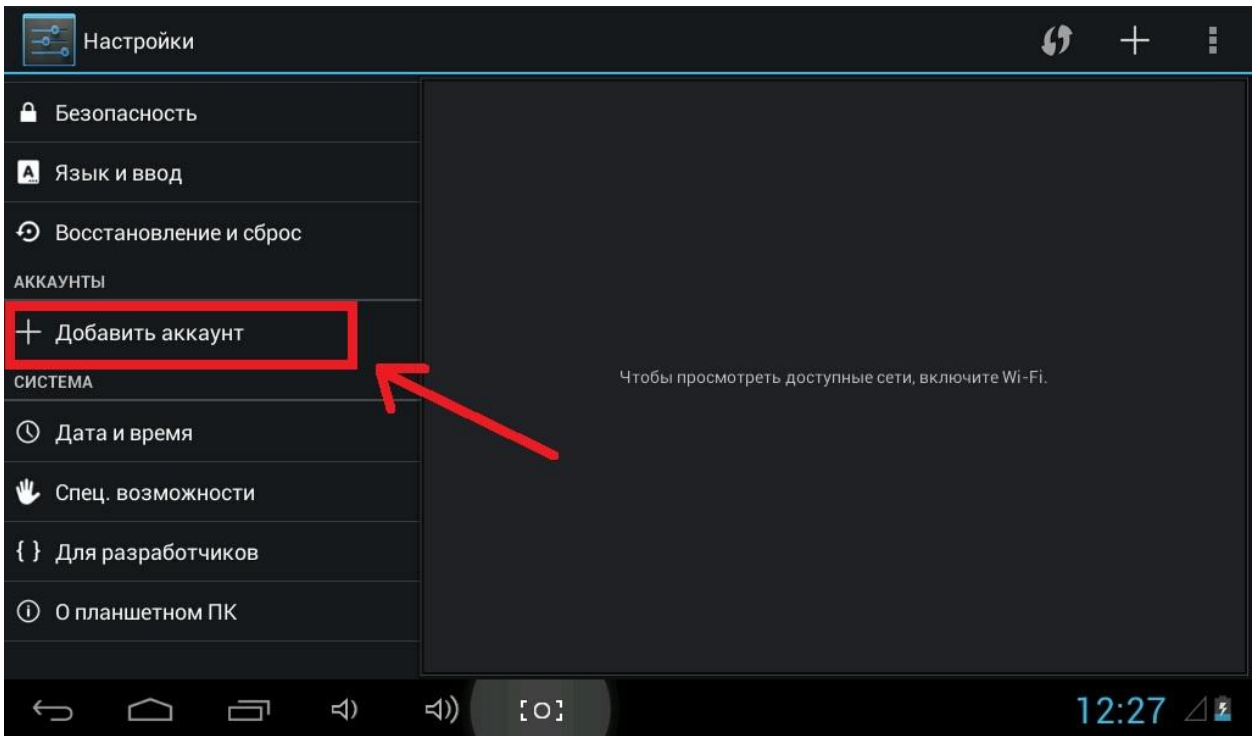 Настройки
Безопасность
Язык и ввод
Восстановление и сброс
АККАУНТЫ
Добавить аккаунт
СИСТЕМА
Дата и время
Спец. возможности
{ } Для разработчиков
О планшетном ПК
Чтобы просмотреть доступные сети, включите Wi-Fi.
12:27